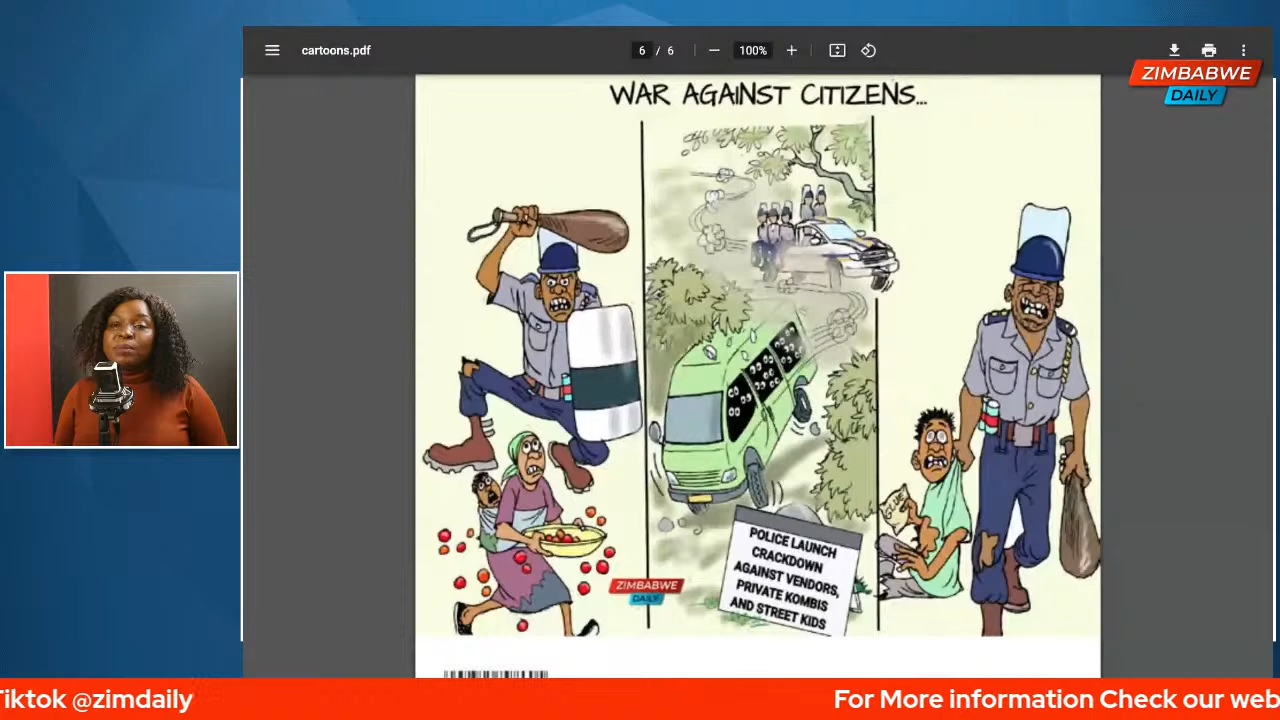 cartoons.pdf
6 / 6
100%
ZIMBABWE
DAILY
WAR AGAINST CITIZENS...
GLUE
POLICE LAUNCH
CRACKDOWN
AGAINST VENDORS,
PRIVATE KOMBIS
AND STREET KIDS
ZIMBABWE
DAILY
Tiktok @zimdaily
For More information Check our web